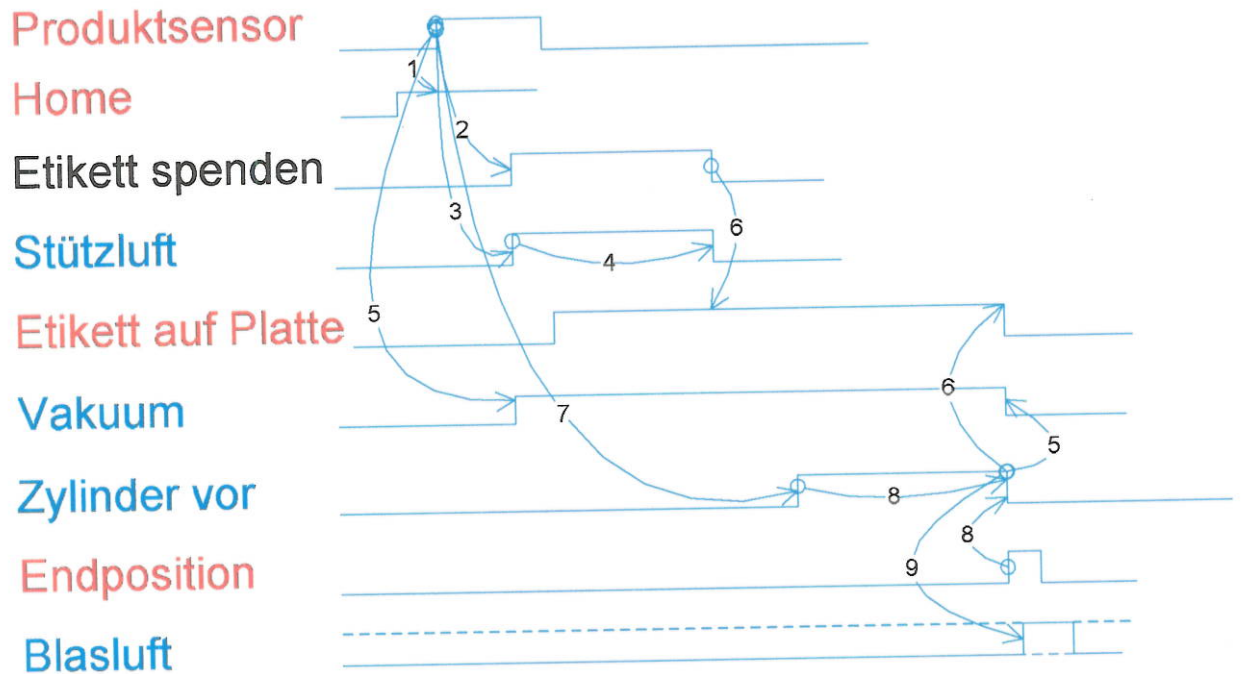 Produktsensor
1
Home
2
Etikett spenden
3
6
Stützluft
4
5
Etikett auf Platte
6
Vakuum
7
5
Zylinder vor
8
8
9
Endposition
Blasluft